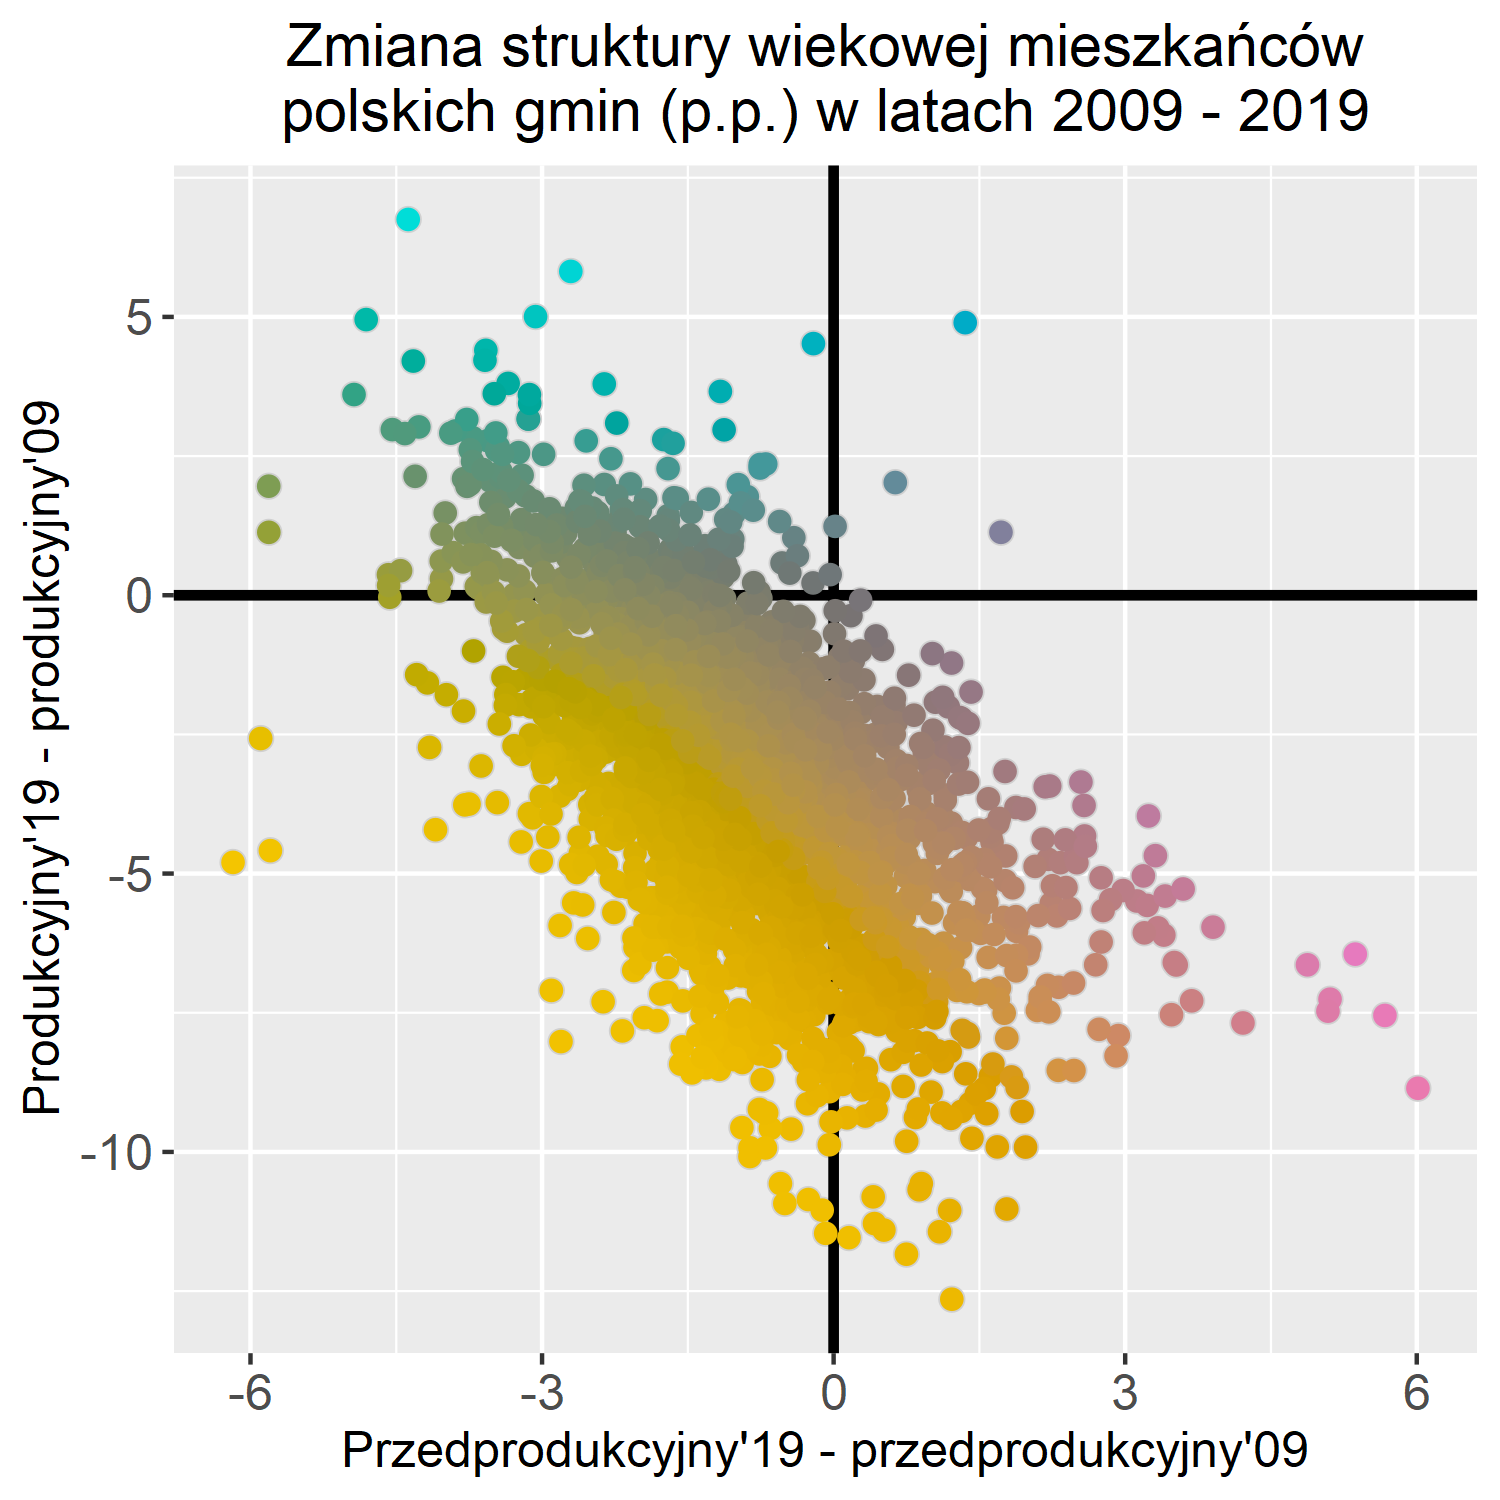 Zmiana struktury wiekowej mieszkańców
polskich gmin (p.p.) w latach 2009 - 2019
Produkcyjny'19 - produkcyjny'09
5
0
-5
-10
-6
-3
0
3
6
Przedprodukcyjny'19 - przedprodukcyjny'09